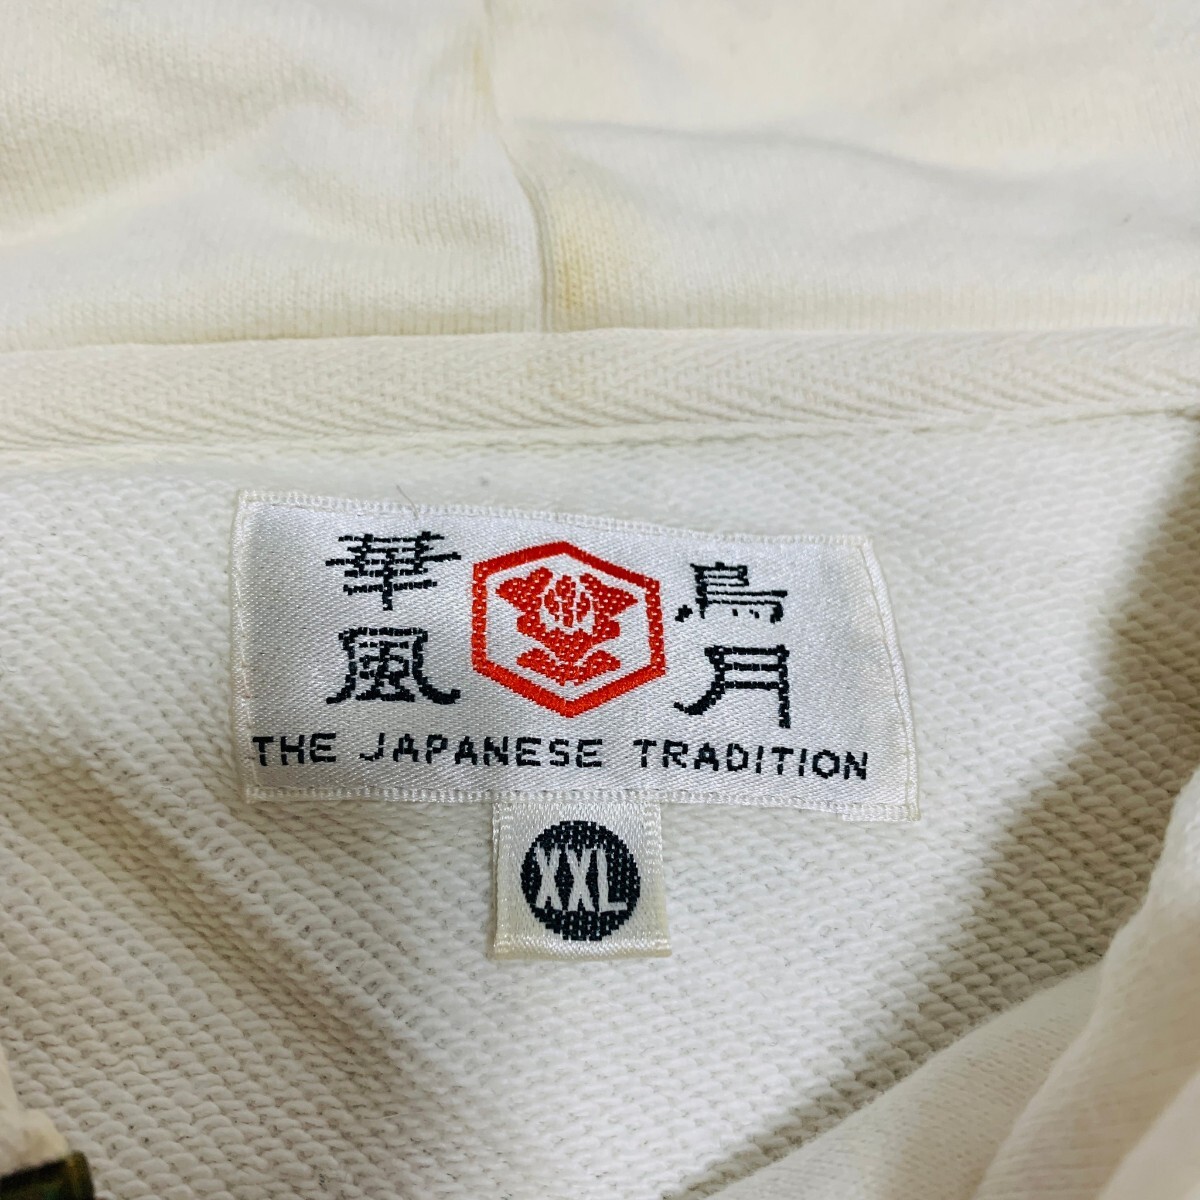 華 鳥
風 月
THE JAPANESE TRADITION
XXL